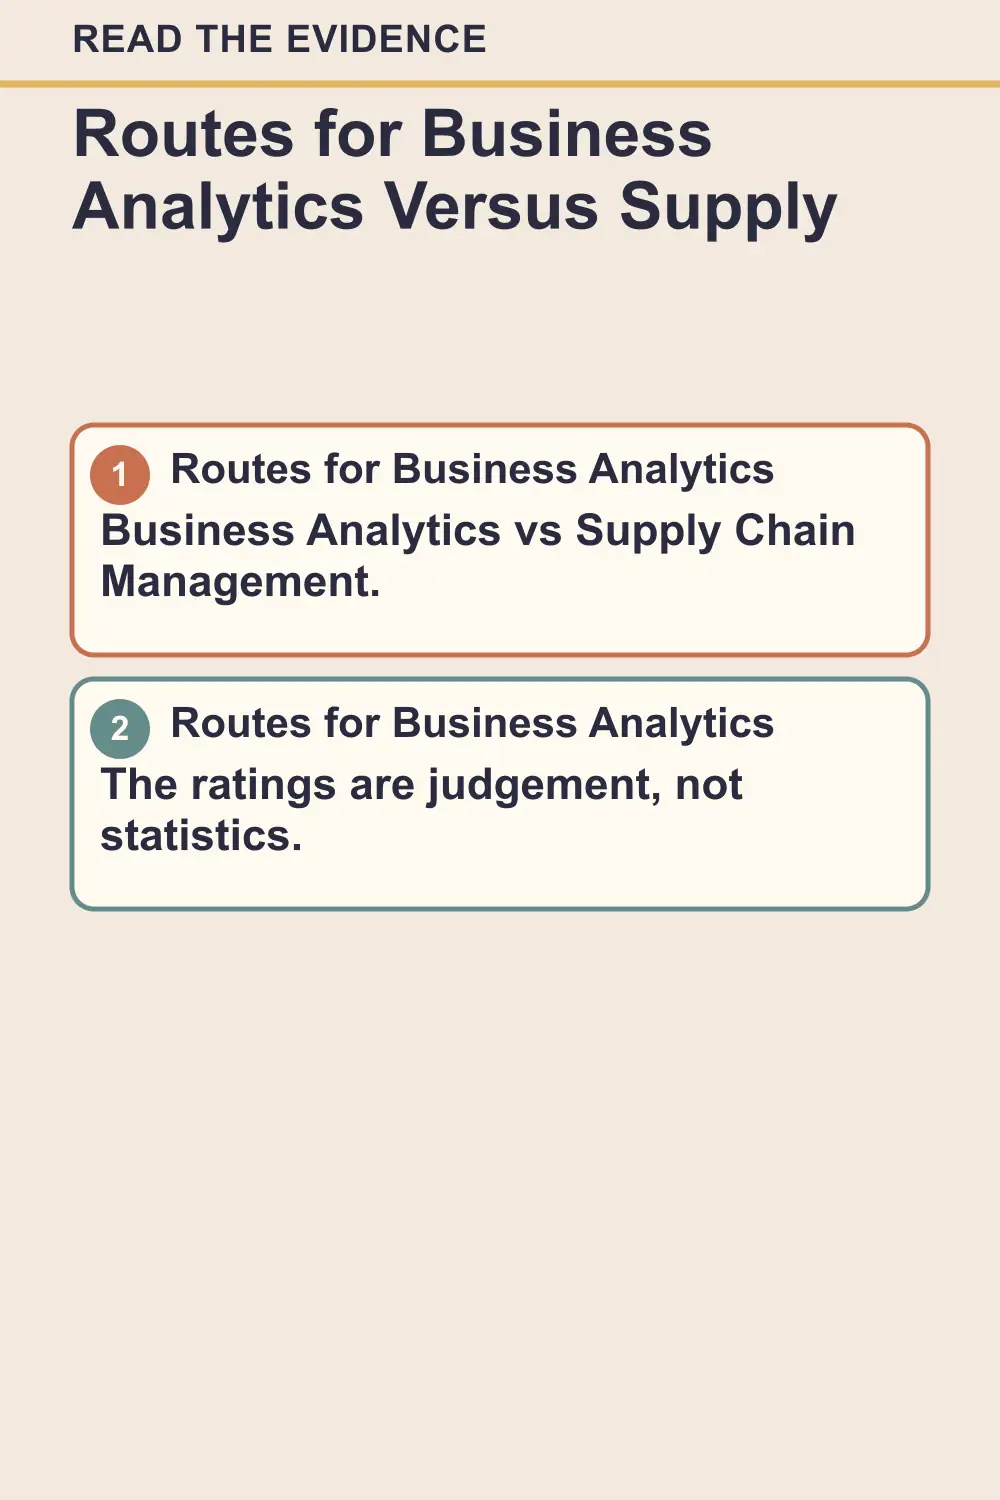 READ THE EVIDENCE
Routes for Business
Analytics Versus Supply
1 Routes for Business Analytics
Business Analytics vs Supply Chain
Management.
2 Routes for Business Analytics
The ratings are judgement, not
statistics.